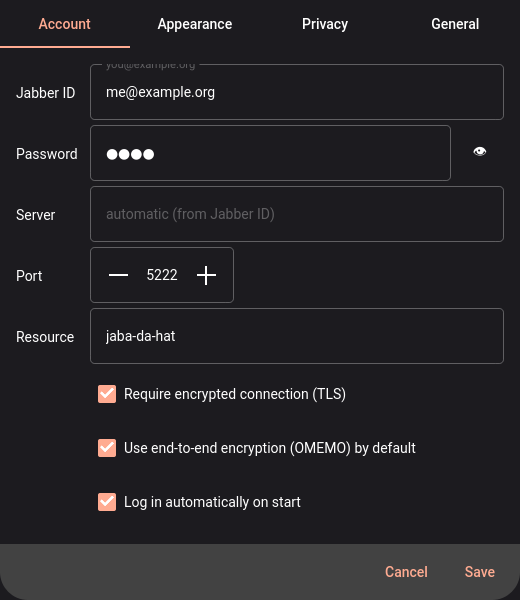 Account Appearance Privacy General
you@example.org
Jabber ID me@example.org
Password ●●●●
Server automatic (from Jabber ID)
Port 5222
Resource jaba-da-hat
Require encrypted connection (TLS)
Use end-to-end encryption (OMEMO) by default
Log in automatically on start
Cancel Save